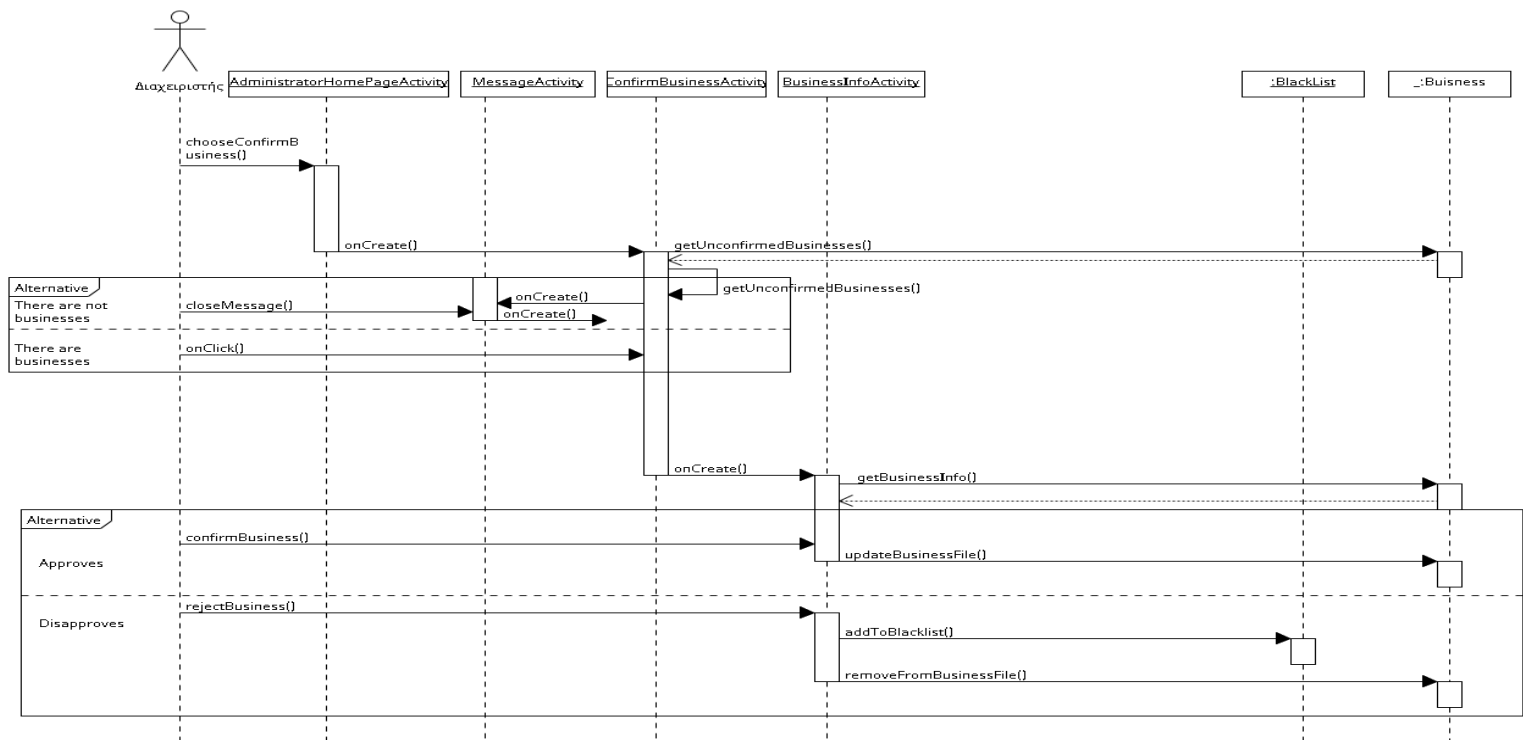 Διαχειριστής
AdministratorHomePageActivity
MessageActivity
ConfirmBusinessActivity
BusinessInfoActivity
:BlackList
_:Buisness
chooseConfirmB
usiness()
onCreate()
getUnconfirmedBusinesses()
Alternative
There are not
businesses
closeMessage()
onCreate()
getUnconfirmedBusinesses()
onCreate()
There are
businesses
onClick()
onCreate()
getBusinessInfo()
Alternative
confirmBusiness()
Approves
updateBusinessFile()
rejectBusiness()
Disapproves
addToBlacklist()
removeFromBusinessFile()